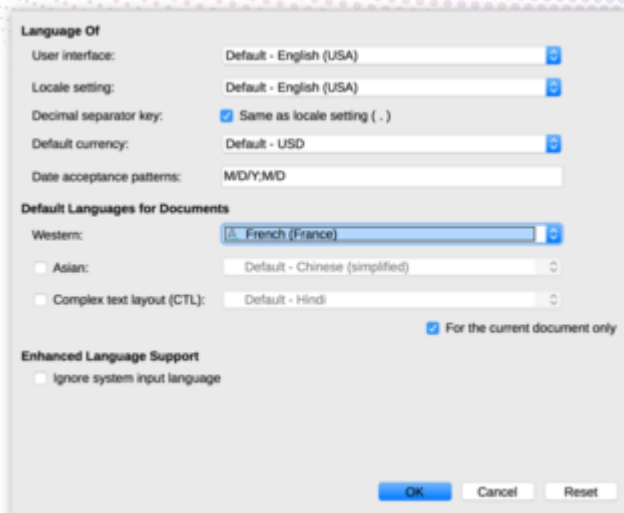 Language Of
User interface: Default - English (USA)
Locale setting: Default - English (USA)
Decimal separator key: Same as locale setting ( . )
Default currency: Default - USD
Date acceptance patterns: M/D/Y;M/D
Default Languages for Documents
Western: French (France)
Asian: Default - Chinese (simplified)
Complex text layout (CTL): Default - Hindi
For the current document only
Enhanced Language Support
Ignore system input language
OK Cancel Reset